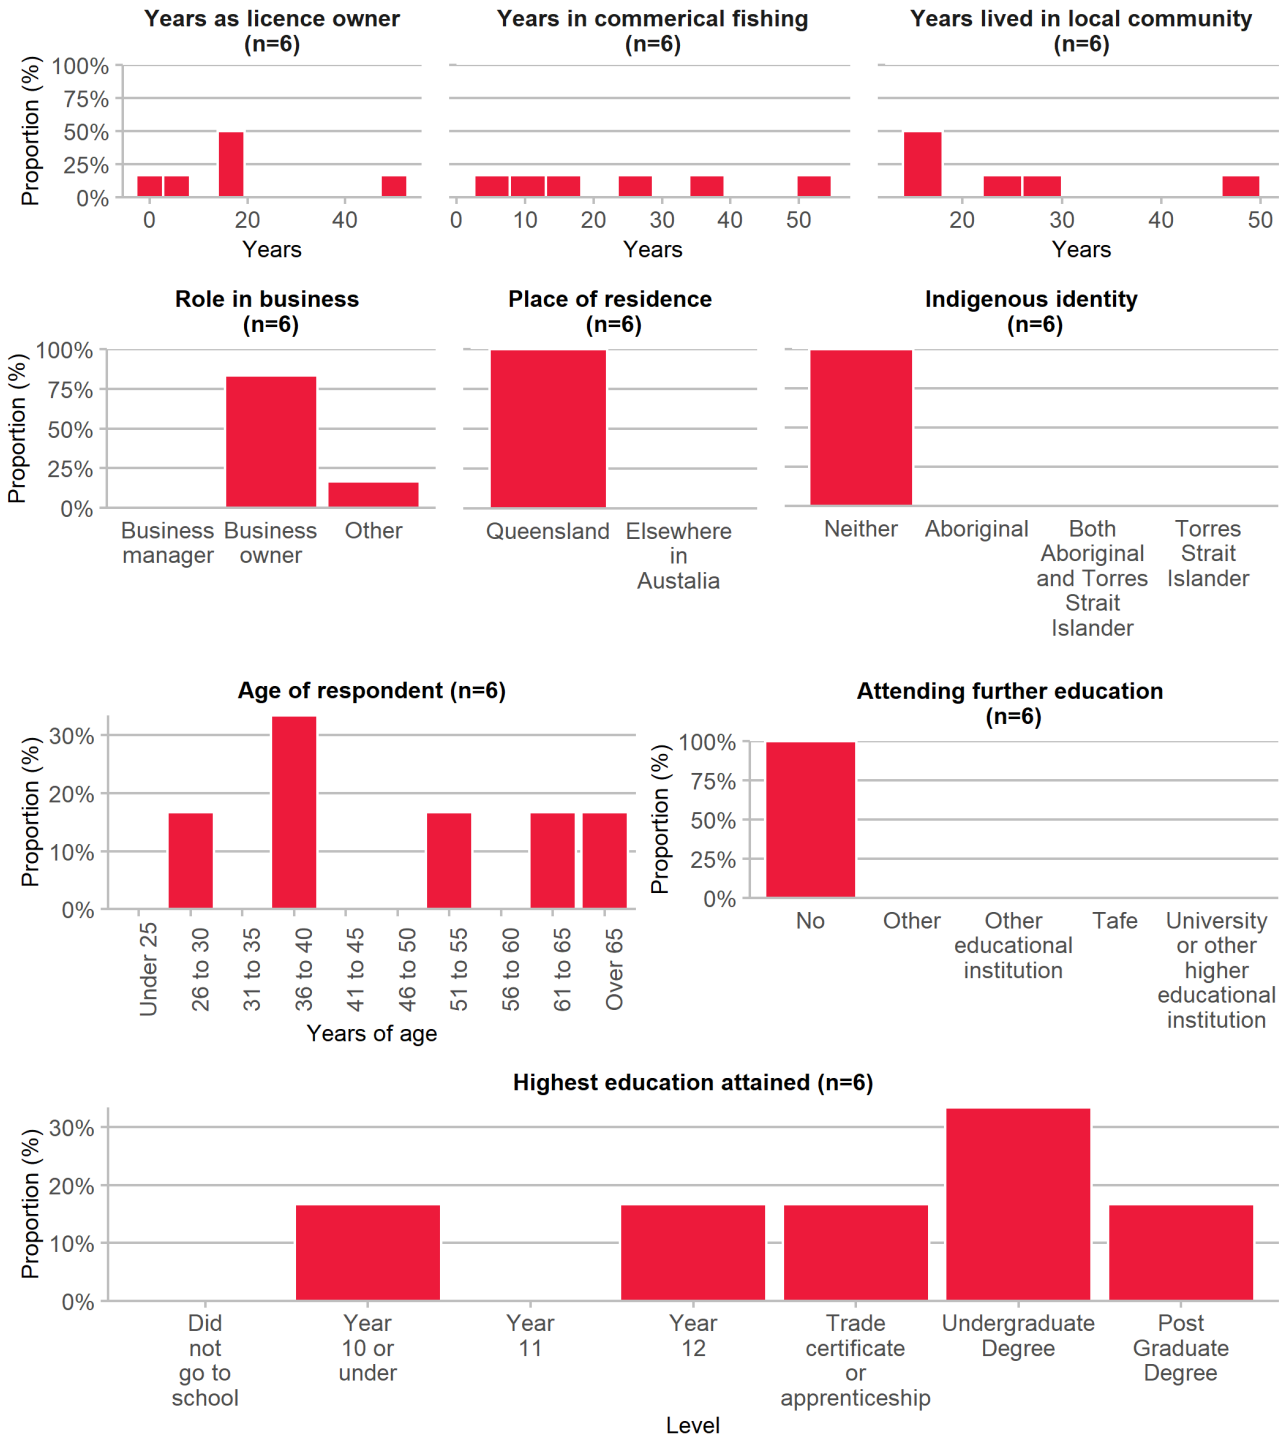 Years as licence owner
(n=6)
Years in commerical fishing
(n=6)
Years lived in local community
(n=6)
Proportion (%)
100%
75%
50%
25%
0%
0
20
40
Years
0
10
20
30
40
50
Years
20
30
40
50
Years
Role in business
(n=6)
Place of residence
(n=6)
Indigenous identity
(n=6)
Proportion (%)
100%
75%
50%
25%
0%
Business
manager
Business
owner
Other
Queensland
Elsewhere
in
Austalia
Neither
Aboriginal
Both
Aboriginal
and Torres
Strait
Islander
Torres
Strait
Islander
Age of respondent (n=6)
Proportion (%)
30%
20%
10%
0%
Under 25
26 to 30
31 to 35
36 to 40
41 to 45
46 to 50
51 to 55
56 to 60
61 to 65
Over 65
Years of age
Attending further education
(n=6)
Proportion (%)
100%
75%
50%
25%
0%
No
Other
Other
educational
institution
Tafe
University
or other
higher
educational
institution
Highest education attained (n=6)
Proportion (%)
30%
20%
10%
0%
Did
not
go to
school
Year
10 or
under
Year
11
Year
12
Trade
certificate
or
apprenticeship
Undergraduate
Degree
Post
Graduate
Degree
Level